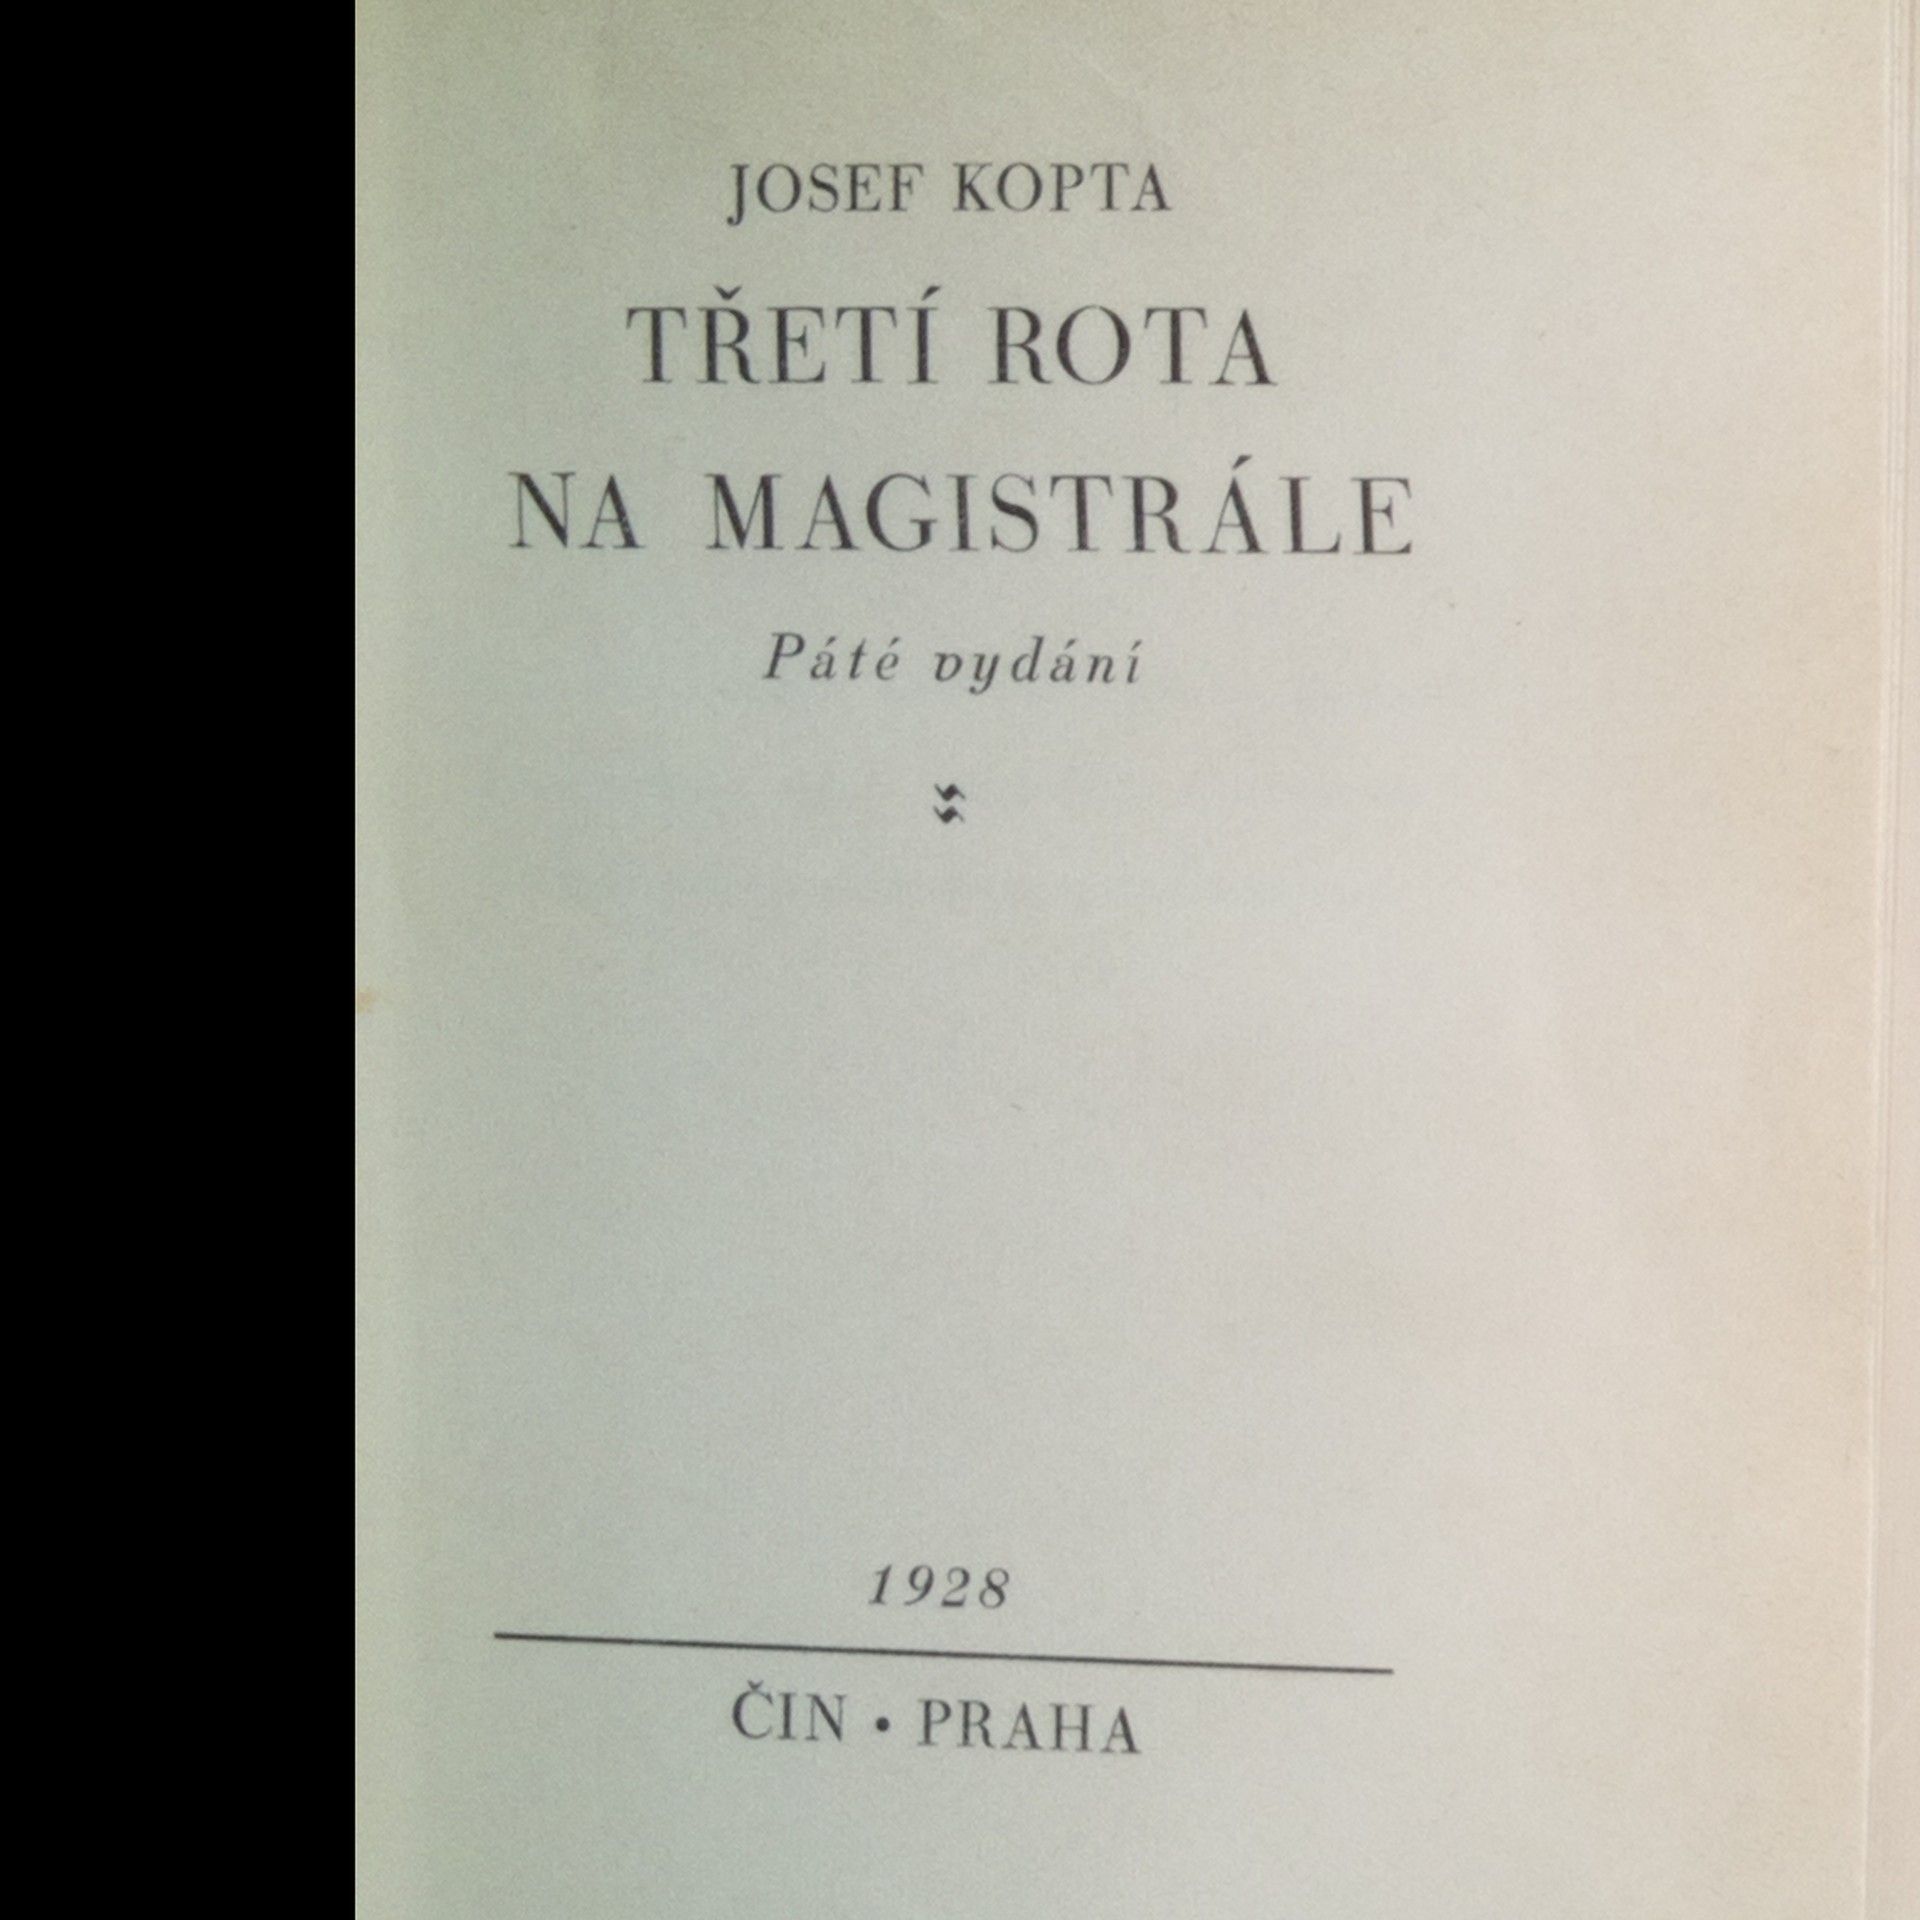 JOSEF KOPTA
TŘETÍ ROTA
NA MAGISTRÁLE
Páté vydání
1928
ČIN • PRAHA